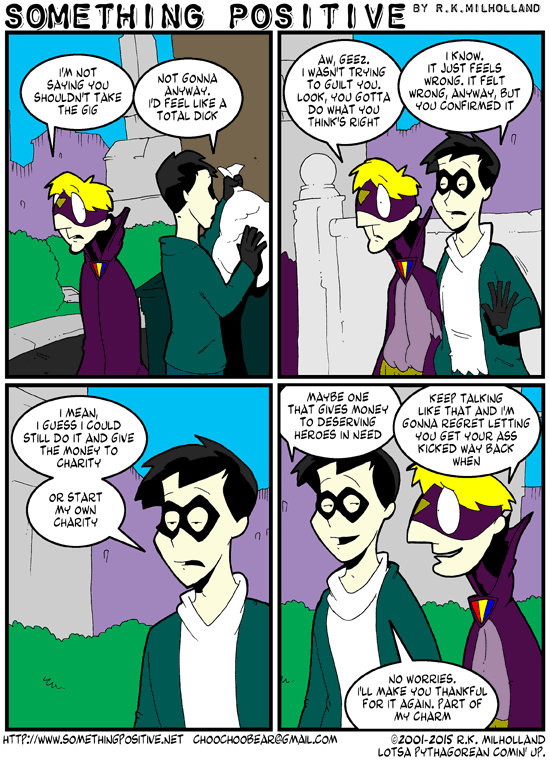 SOMETHING POSITIVE BY R.K.MILHOLLAND
I'M NOT
SAYING YOU
SHOULDN'T TAKE
THE GIG
NOT GONNA
ANYWAY.
I'D FEEL LIKE A
TOTAL DICK
AW, GEEZ.
I WASN'T TRYING
TO GUILT YOU.
LOOK, YOU GOTTA
DO WHAT YOU
THINK'S RIGHT
I KNOW.
IT JUST FEELS
WRONG. IT FELT
WRONG, ANYWAY, BUT
YOU CONFIRMED IT
I MEAN,
I GUESS I COULD
STILL DO IT AND GIVE
THE MONEY TO
CHARITY
OR START
MY OWN
CHARITY
MAYBE ONE
THAT GIVES MONEY
TO DESERVING
HEROES IN NEED
KEEP TALKING
LIKE THAT AND I'M
GONNA REGRET LETTING
YOU GET YOUR ASS
KICKED WAY BACK
WHEN
NO WORRIES.
I'LL MAKE YOU THANKFUL
FOR IT AGAIN. PART OF
MY CHARM
HTTP://WWW.SOMETHINGPOSITIVE.NET CHOOCHOOBEAR@GMAIL.COM
©2001-2015 R.K. MILHOLLAND
LOTSA PYTHAGOREAN COMIN' UP.